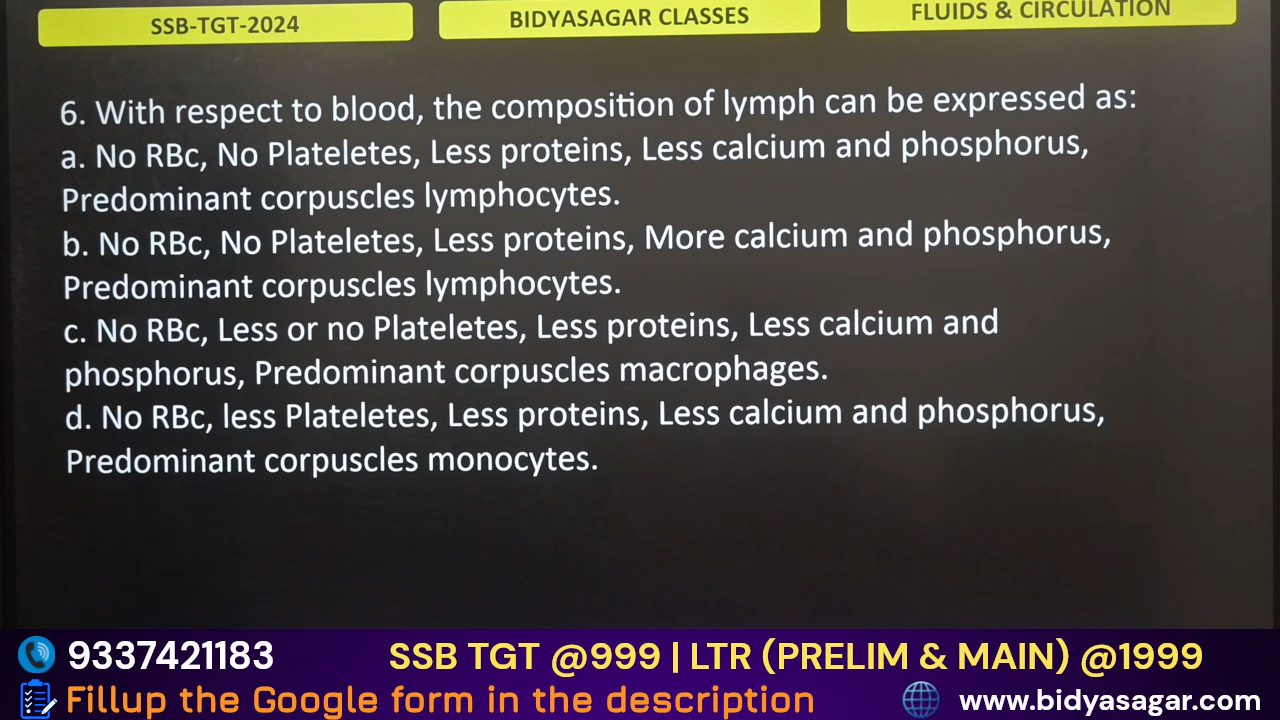 SSB-TGT-2024
BIDYASAGAR CLASSES
FLUIDS & CIRCULATION
6. With respect to blood, the composition of lymph can be expressed as:
a. No RBc, No Plateletes, Less proteins, Less calcium and phosphorus,
Predominant corpuscles lymphocytes.
b. No RBc, No Plateletes, Less proteins, More calcium and phosphorus,
Predominant corpuscles lymphocytes.
c. No RBc, Less or no Plateletes, Less proteins, Less calcium and
phosphorus, Predominant corpuscles macrophages.
d. No RBc, less Plateletes, Less proteins, Less calcium and phosphorus,
Predominant corpuscles monocytes.
9337421183
SSB TGT @999 | LTR (PRELIM & MAIN) @1999
Fillup the Google form in the description
www.bidyasagar.com